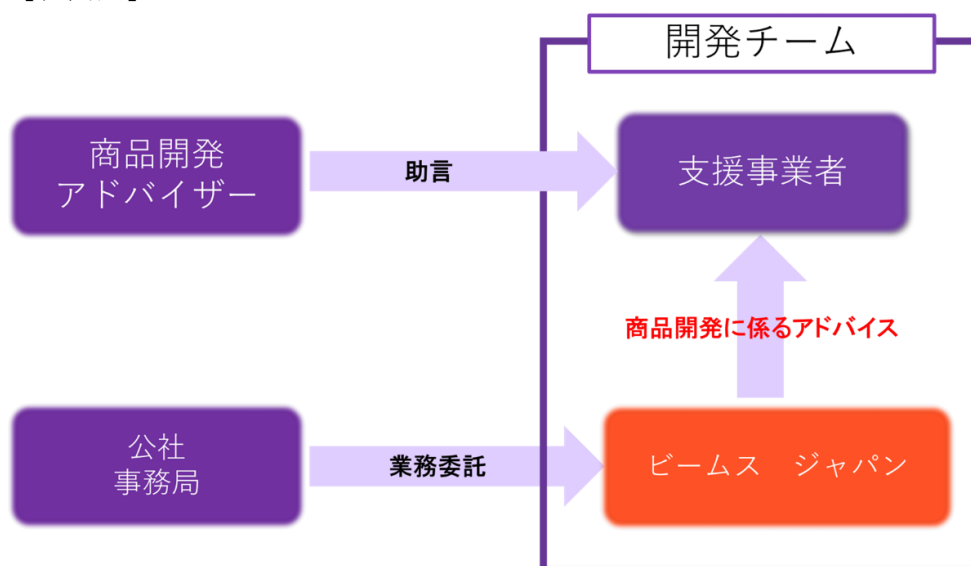 開発チーム
商品開発
アドバイザー
助言
支援事業者
商品開発に係るアドバイス
公社
事務局
業務委託
ビームス　ジャパン